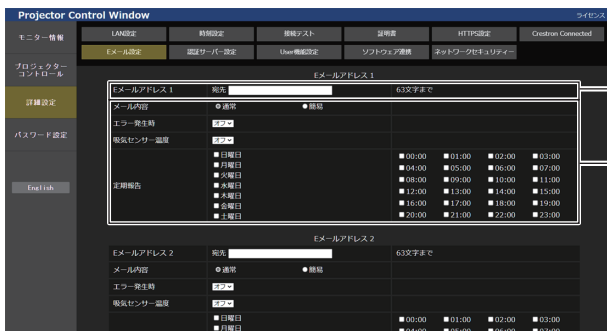 Projector Control Window
ライセンス
モニター情報
プロジェクター
コントロール
詳細設定
パスワード設定
English
LAN設定 時刻設定 接続テスト 証明書 HTTPS設定 Crestron Connected
Eメール設定 認証サーバー設定 User機能設定 ソフトウェア連携 ネットワークセキュリティー
Eメールアドレス 1
Eメールアドレス 1 宛先 63文字まで
メール内容 通常 簡易
エラー発生時 オフ
吸気センサー温度 オフ
定期報告
日曜日
月曜日
火曜日
水曜日
木曜日
金曜日
土曜日
00:00 01:00 02:00 03:00
04:00 05:00 06:00 07:00
08:00 09:00 10:00 11:00
12:00 13:00 14:00 15:00
16:00 17:00 18:00 19:00
20:00 21:00 22:00 23:00
Eメールアドレス 2
Eメールアドレス 2 宛先 63文字まで
メール内容 通常 簡易
エラー発生時 オフ
吸気センサー温度 オフ
日曜日
月曜日
00:00 01:00 02:00 03:00
04:00 05:00 06:00 07:00